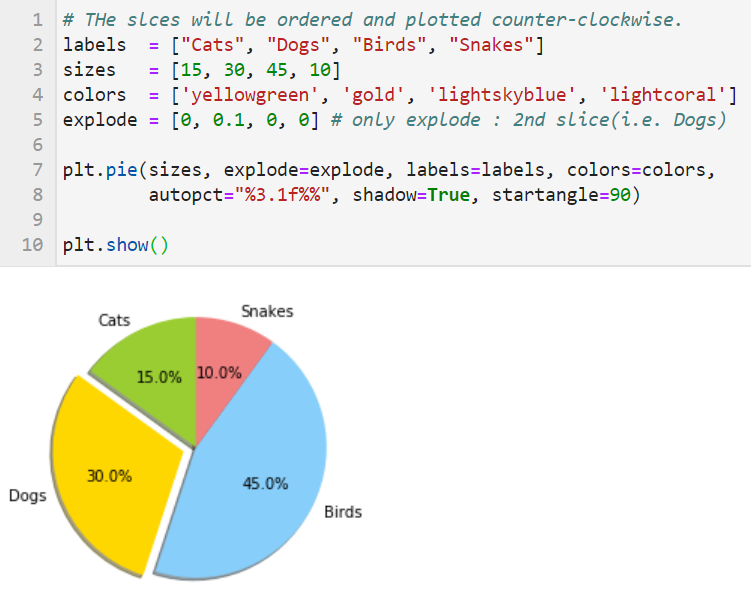 1 # THe slces will be ordered and plotted counter-clockwise.
2 labels  = ["Cats", "Dogs", "Birds", "Snakes"]
3 sizes   = [15, 30, 45, 10]
4 colors  = ['yellowgreen', 'gold', 'lightskyblue', 'lightcoral']
5 explode = [0, 0.1, 0, 0] # only explode : 2nd slice(i.e. Dogs)
6
7 plt.pie(sizes, explode=explode, labels=labels, colors=colors,
8         autopct="%3.1f%%", shadow=True, startangle=90)
9
10 plt.show()
Snakes
Cats
10.0%
15.0%
30.0%
45.0%
Dogs
Birds